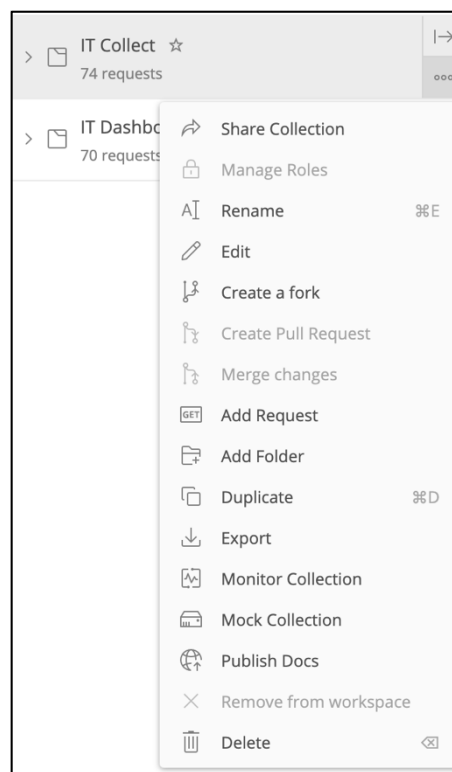 IT Collect
74 requests
IT Dashbo
70 requests
Share Collection
Manage Roles
Rename ⌘E
Edit
Create a fork
Create Pull Request
Merge changes
GET Add Request
Add Folder
Duplicate ⌘D
Export
Monitor Collection
Mock Collection
Publish Docs
Remove from workspace
Delete ⌫